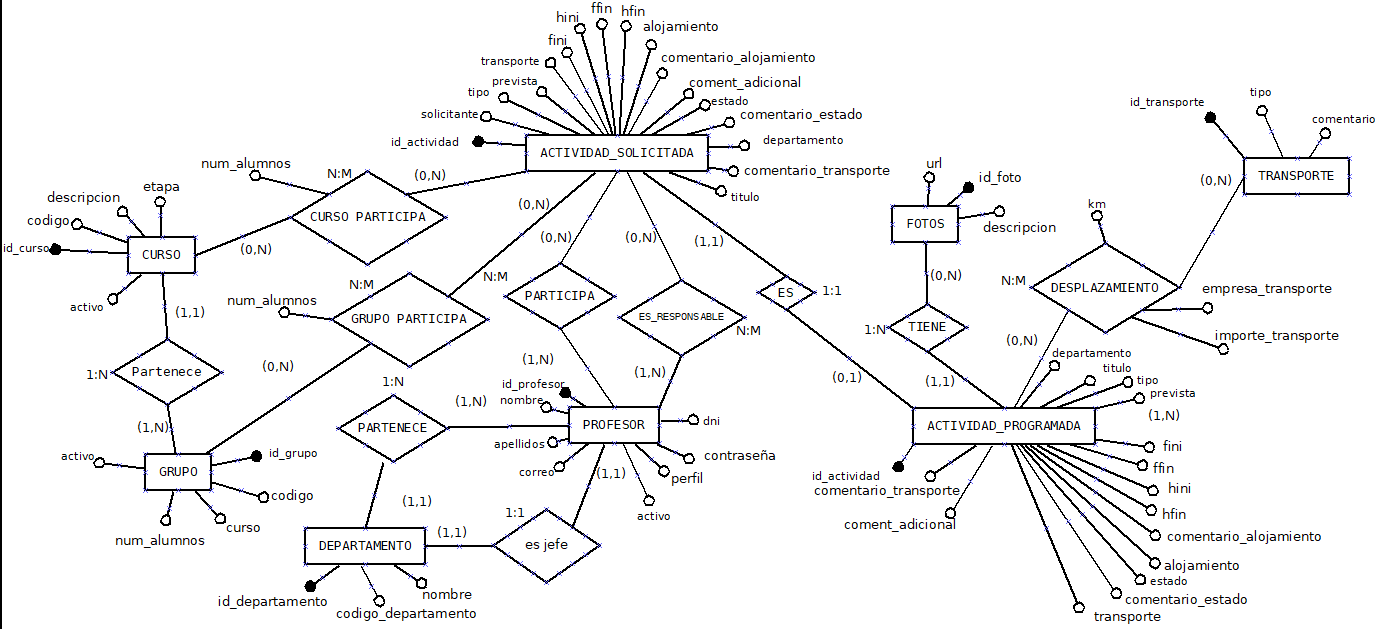 ffin
hfin
hini
alojamiento
fini
comentario_alojamiento
transporte
coment_adicional
prevista
tipo
estado
solicitante
comentario_estado
id_actividad
ACTIVIDAD_SOLICITADA
departamento
comentario_transporte
titulo
id_transporte
tipo
comentario
TRANSPORTE
(0,N)
num_alumnos
N:M
(0,N)
CURSO PARTICIPA
etapa
descripcion
codigo
id_curso
CURSO
(0,N)
activo
(1,1)
url
id_foto
FOTOS
descripcion
(0,N)
km
N:M
DESPLAZAMIENTO
empresa_transporte
importe_transporte
(0,N)
(0,N)
(0,N)
(0,N)
(1,1)
N:M
N:M
num_alumnos
GRUPO PARTICIPA
PARTICIPA
ES_RESPONSABLE
N:M
ES
1:1
1:N
TIENE
(1,1)
(0,1)
1:N
Partenece
(0,N)
(1,N)
(1,N)
(1,N)
1:N
PARTENECE
(1,N)
id_profesor
nombre
PROFESOR
dni
apellidos
correo
contraseña
perfil
activo
(1,1)
activo
GRUPO
id_grupo
codigo
curso
num_alumnos
(1,1)
(1,1)
1:1
es jefe
DEPARTAMENTO
id_departamento
codigo_departamento
nombre
departamento
titulo
tipo
prevista
(1,N)
ACTIVIDAD_PROGRAMADA
id_actividad
comentario_transporte
coment_adicional
fini
ffin
hini
hfin
comentario_alojamiento
alojamiento
estado
comentario_estado
transporte